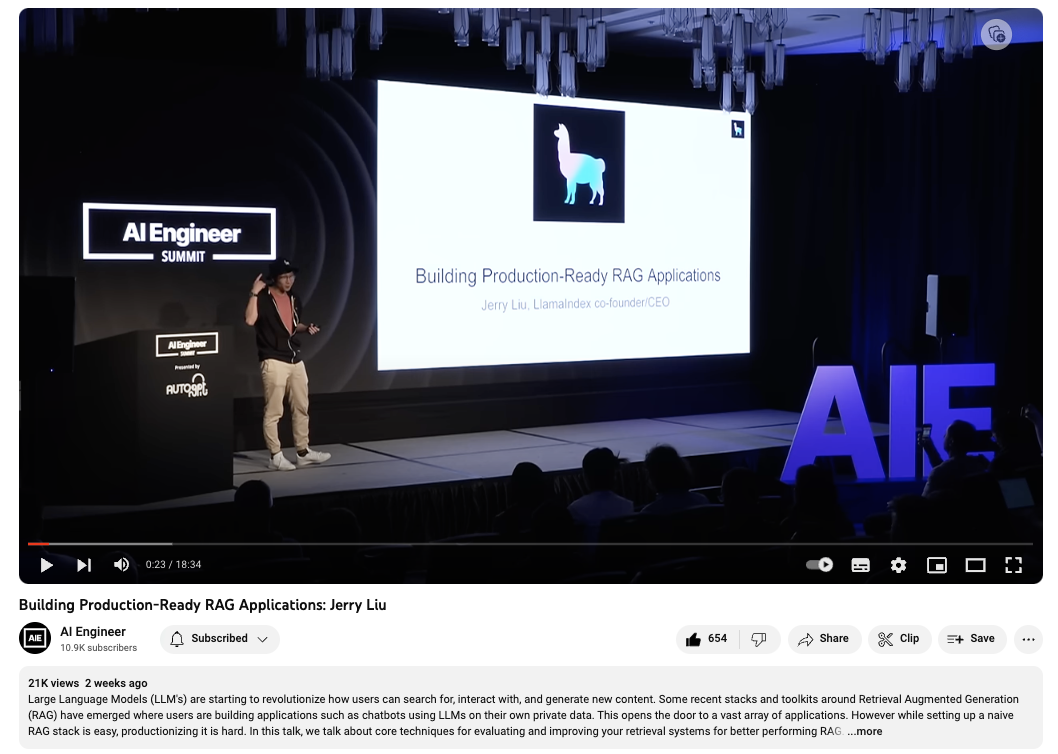 AI Engineer
SUMMIT
Building Production-Ready RAG Applications
Jerry Liu, LlamaIndex co-founder/CEO
AI Engineer
SUMMIT
Presented by
AUTOGPT
AIE
0:23 / 18:34
Building Production-Ready RAG Applications: Jerry Liu
AIE
AI Engineer
10.9K subscribers
Subscribed
654
Share
Clip
Save
21K views 2 weeks ago
Large Language Models (LLM's) are starting to revolutionize how users can search for, interact with, and generate new content. Some recent stacks and toolkits around Retrieval Augmented Generation
(RAG) have emerged where users are building applications such as chatbots using LLMs on their own private data. This opens the door to a vast array of applications. However while setting up a naive
RAG stack is easy, productionizing it is hard. In this talk, we talk about core techniques for evaluating and improving your retrieval systems for better performing RAG. ...more